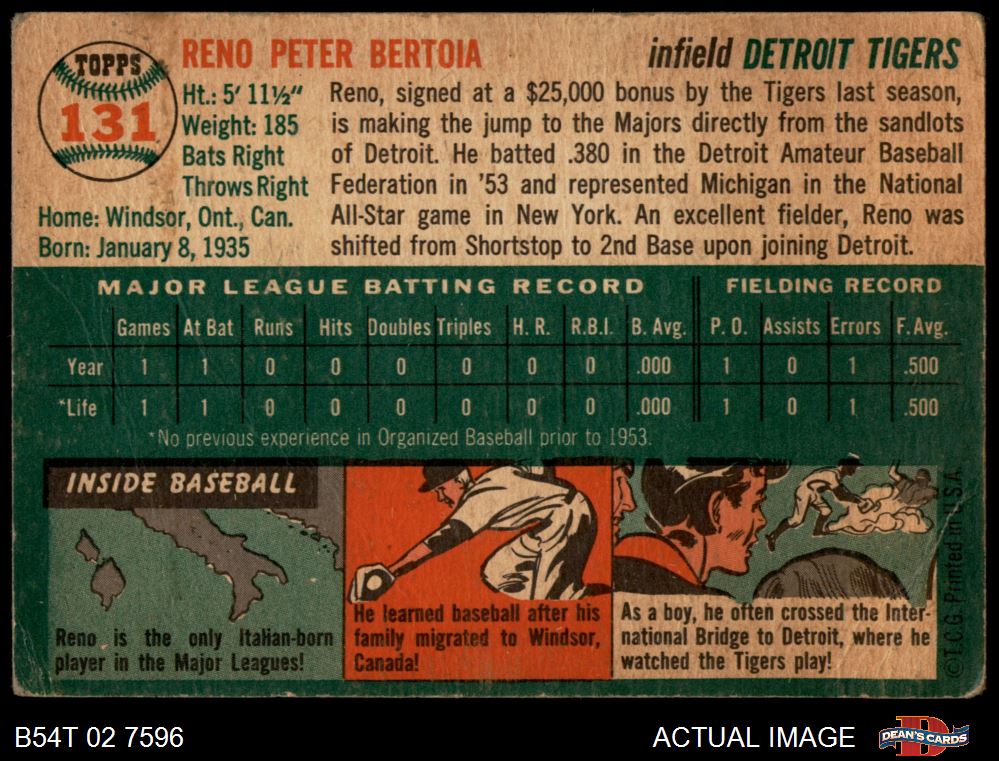 TOPPS
131
RENO PETER BERTOIA
infield DETROIT TIGERS
Ht.: 5' 11½"
Weight: 185
Bats Right
Throws Right
Home: Windsor, Ont., Can.
Born: January 8, 1935
Reno, signed at a $25,000 bonus by the Tigers last season,
is making the jump to the Majors directly from the sandlots
of Detroit. He batted .380 in the Detroit Amateur Baseball
Federation in '53 and represented Michigan in the National
All-Star game in New York. An excellent fielder, Reno was
shifted from Shortstop to 2nd Base upon joining Detroit.
MAJOR LEAGUE BATTING RECORD FIELDING RECORD
Games At Bat Runs Hits Doubles Triples H. R. R.B.I. B. Avg. P. O. Assists Errors F. Avg.
Year 1 1 0 0 0 0 0 0 .000 1 0 1 .500
*Life 1 1 0 0 0 0 0 0 .000 1 0 1 .500
*No previous experience in Organized Baseball prior to 1953.
INSIDE BASEBALL
Reno is the only Italian-born
player in the Major Leagues!
He learned baseball after his
family migrated to Windsor,
Canada!
As a boy, he often crossed the Inter-
national Bridge to Detroit, where he
watched the Tigers play!
©T.C.G. Printed in U.S.A.
B54T 02 7596
ACTUAL IMAGE
D
DEAN'S CARDS